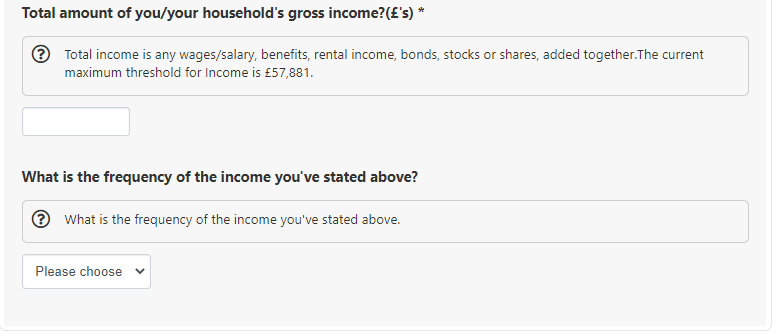 Total amount of you/your household's gross income?(£'s) *
Total income is any wages/salary, benefits, rental income, bonds, stocks or shares, added together.The current
maximum threshold for Income is £57,881.
What is the frequency of the income you've stated above?
What is the frequency of the income you've stated above.
Please choose